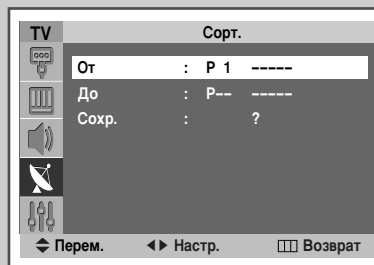 TV Сорт.
От : P 1 -----
До : P-- -----
Сохр. : ?
Перем. Настр. Возврат